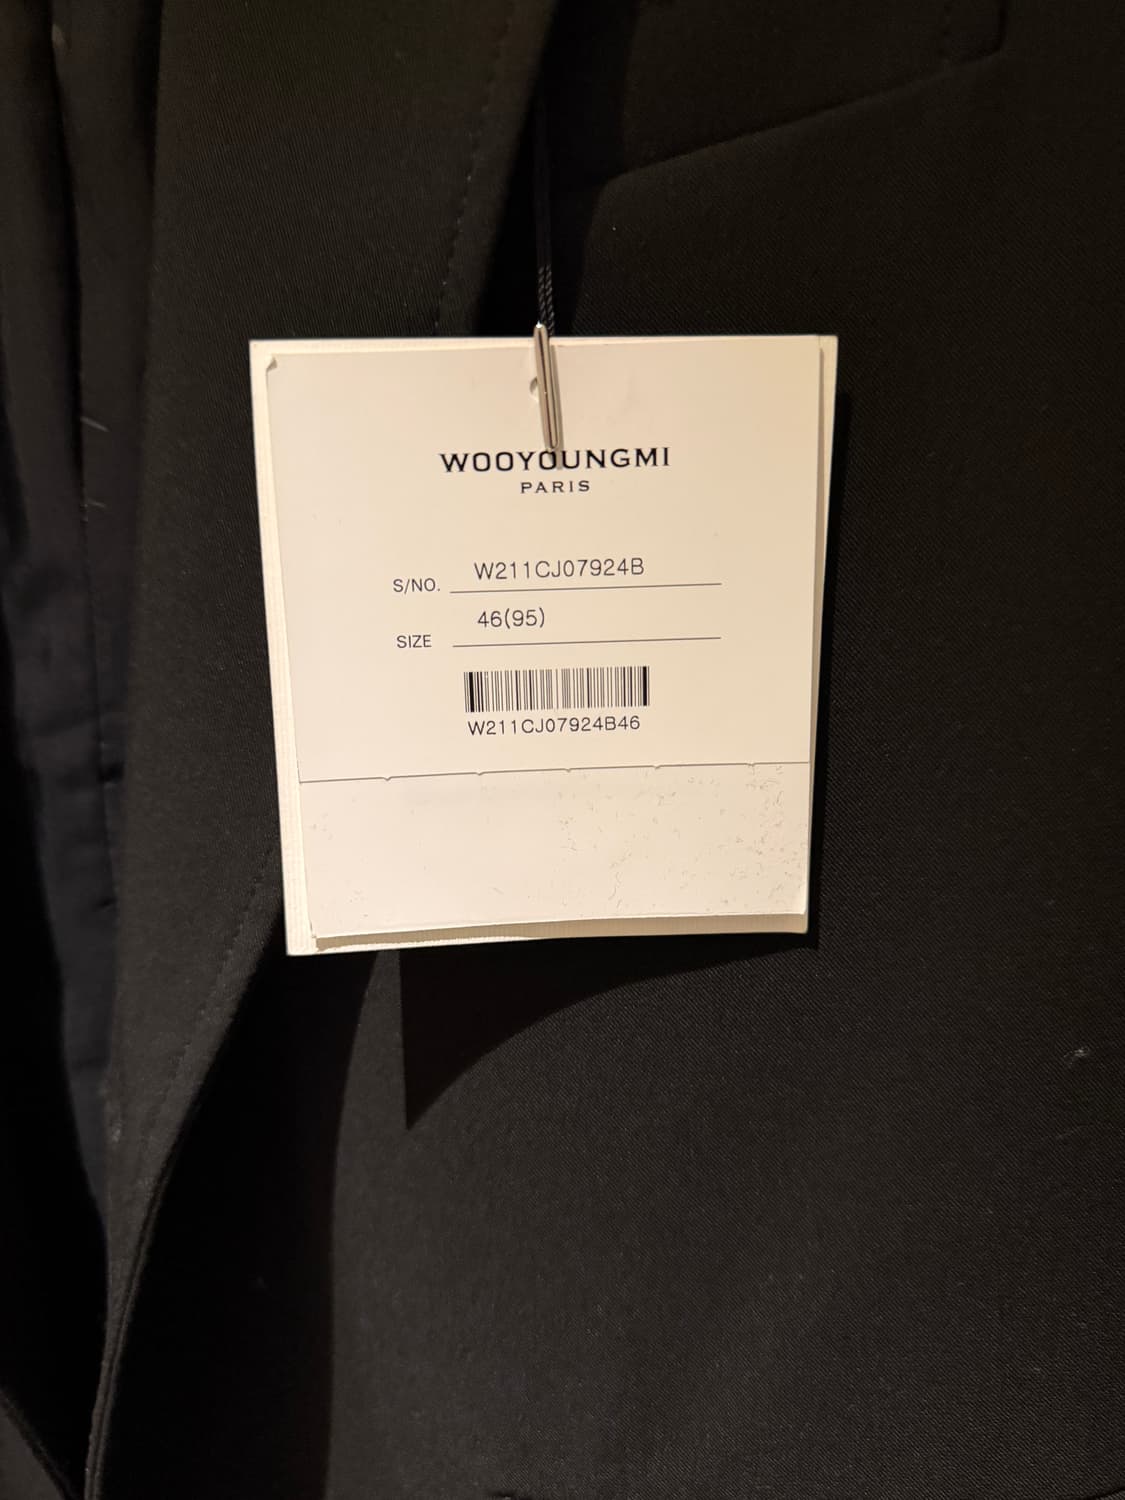 WOOYOUNGMI
PARIS
S/NO. W211CJ07924B
SIZE 46(95)
W211CJ07924B46